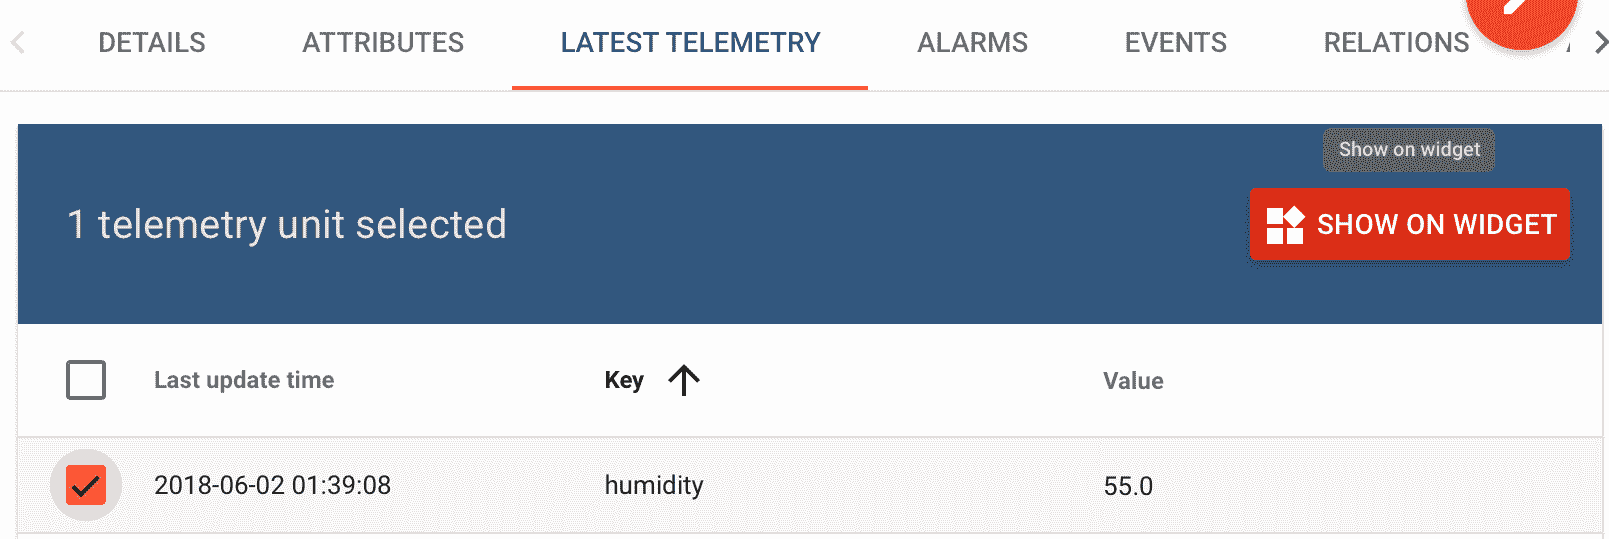 DETAILS ATTRIBUTES LATEST TELEMETRY ALARMS EVENTS RELATIONS
Show on widget
1 telemetry unit selected SHOW ON WIDGET
Last update time Key Value
2018-06-02 01:39:08 humidity 55.0